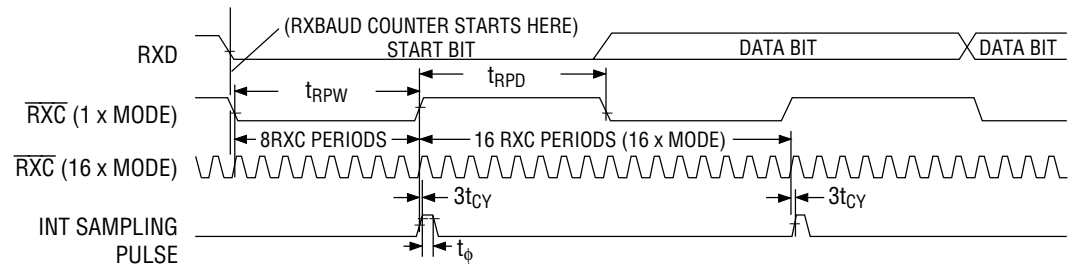 (RXBAUD COUNTER STARTS HERE)
RXD
START BIT
DATA BIT
DATA BIT
tRPW
tRPD
RXC (1 x MODE)
8RXC PERIODS
16 RXC PERIODS (16 x MODE)
RXC (16 x MODE)
3tCY
3tCY
INT SAMPLING
PULSE
tϕ